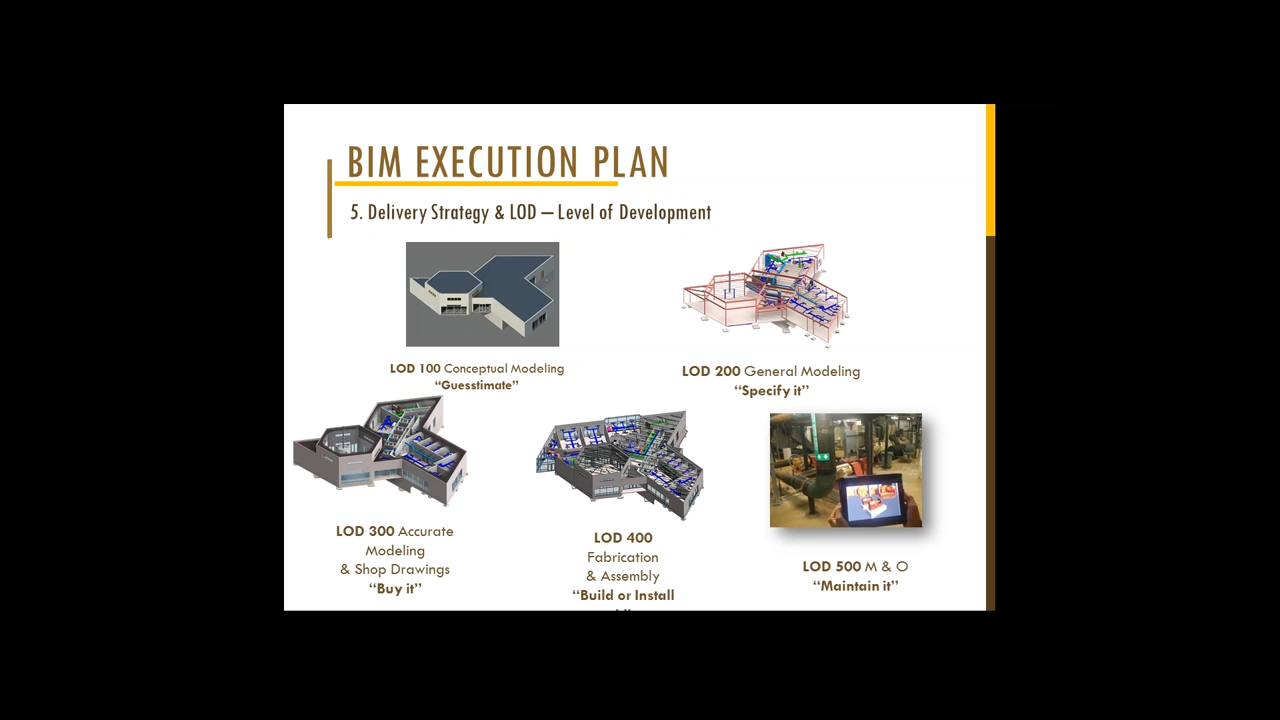 BIM EXECUTION PLAN
5. Delivery Strategy & LOD – Level of Development
LOD 100 Conceptual Modeling
“Guesstimate”
LOD 200 General Modeling
“Specify it”
LOD 300 Accurate
Modeling
& Shop Drawings
“Buy it”
LOD 400
Fabrication
& Assembly
“Build or Install
LOD 500 M & O
“Maintain it”